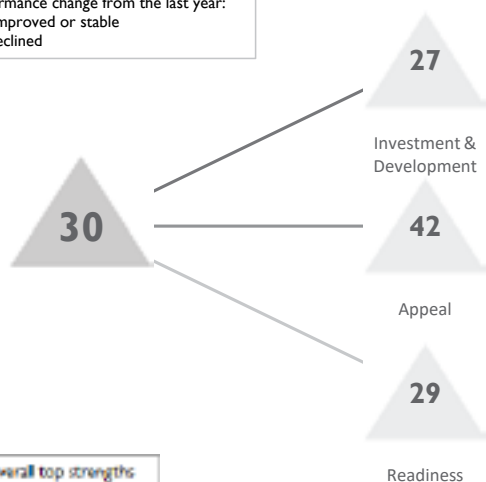 rmance change from the last year:
mproved or stable
eclined
27
Investment &
Development
30
42
Appeal
29
Readiness
verall top strengths